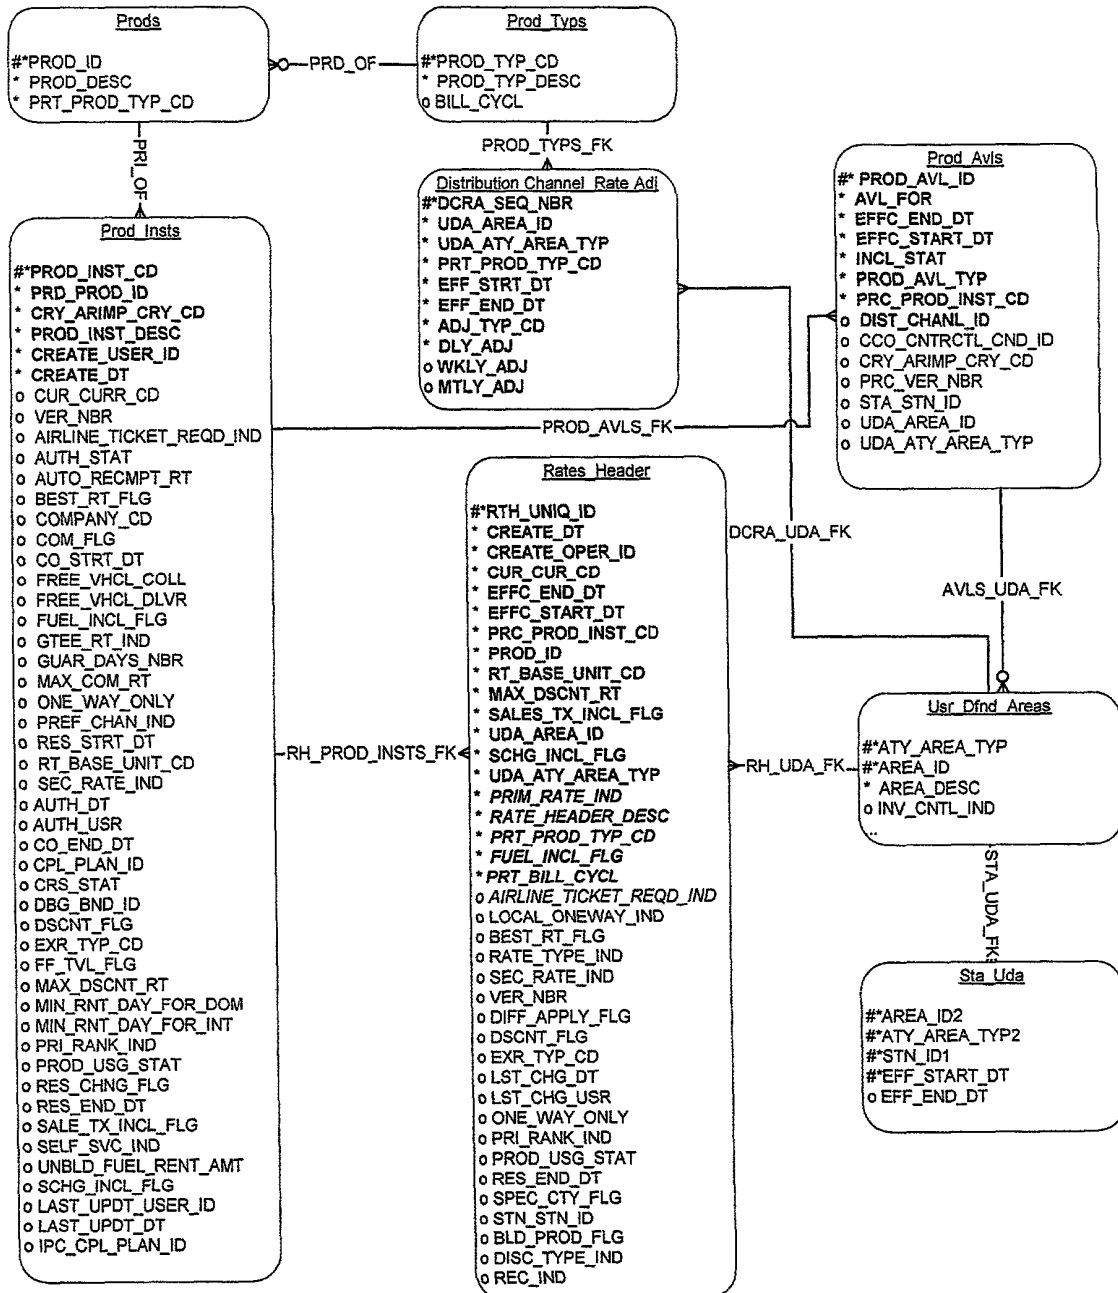 Prods
#*PROD_ID
* PROD_DESC
* PRT_PROD_TYP_CD
PRD_OF
Prod_Typs
#*PROD_TYP_CD
* PROD_TYP_DESC
o BILL_CYCL
PRI_OF
PROD_TYPS_FK
Distribution Channel_Rate Adj
#*DCRA_SEQ_NBR
* UDA_AREA_ID
* UDA_ATY_AREA_TYP
* PRT_PROD_TYP_CD
* EFF_STRT_DT
* EFF_END_DT
* ADJ_TYP_CD
* DLY_ADJ
o WKLY_ADJ
o MTLY_ADJ
Prod_Avls
#* PROD_AVL_ID
* AVL_FOR
* EFFC_END_DT
* EFFC_START_DT
* INCL_STAT
* PROD_AVL_TYP
* PRC_PROD_INST_CD
o DIST_CHANL_ID
o CCO_CNTRCTL_CND_ID
o CRY_ARIMP_CRY_CD
o PRC_VER_NBR
o STA_STN_ID
o UDA_AREA_ID
o UDA_ATY_AREA_TYP
Prod_Insts
#*PROD_INST_CD
* PRD_PROD_ID
* CRY_ARIMP_CRY_CD
* PROD_INST_DESC
* CREATE_USER_ID
* CREATE_DT
o CUR_CURR_CD
o VER_NBR
o AIRLINE_TICKET_REQD_IND
o AUTH_STAT
o AUTO_RECMPT_RT
o BEST_RT_FLG
o COMPANY_CD
o COM_FLG
o CO_STRT_DT
o FREE_VHCL_COLL
o FREE_VHCL_DLVR
o FUEL_INCL_FLG
o GTEE_RT_IND
o GUAR_DAYS_NBR
o MAX_COM_RT
o ONE_WAY_ONLY
o PREF_CHAN_IND
o RES_STRT_DT
o RT_BASE_UNIT_CD
o SEC_RATE_IND
o AUTH_DT
o AUTH_USR
o CO_END_DT
o CPL_PLAN_ID
o CRS_STAT
o DBG_BND_ID
o DSCNT_FLG
o EXR_TYP_CD
o FF_TVL_FLG
o MAX_DSCNT_RT
o MIN_RNT_DAY_FOR_DOM
o MIN_RNT_DAY_FOR_INT
o PRI_RANK_IND
o PROD_USG_STAT
o RES_CHNG_FLG
o RES_END_DT
o SALE_TX_INCL_FLG
o SELF_SVC_IND
o UNBLD_FUEL_RENT_AMT
o SCHG_INCL_FLG
o LAST_UPDT_USER_ID
o LAST_UPDT_DT
o IPC_CPL_PLAN_ID
PROD_AVLS_FK
RH_PROD_INSTS_FK
Rates_Header
#*RTH_UNIQ_ID
* CREATE_DT
* CREATE_OPER_ID
* CUR_CUR_CD
* EFFC_END_DT
* EFFC_START_DT
* PRC_PROD_INST_CD
* PROD_ID
* RT_BASE_UNIT_CD
* MAX_DSCNT_RT
* SALES_TX_INCL_FLG
* UDA_AREA_ID
* SCHG_INCL_FLG
* UDA_ATY_AREA_TYP
* PRIM_RATE_IND
* RATE_HEADER_DESC
* PRT_PROD_TYP_CD
* FUEL_INCL_FLG
* PRT_BILL_CYCL
o AIRLINE_TICKET_REQD_IND
o LOCAL_ONEWAY_IND
o BEST_RT_FLG
o RATE_TYPE_IND
o SEC_RATE_IND
o VER_NBR
o DIFF_APPLY_FLG
o DSCNT_FLG
o EXR_TYP_CD
o LST_CHG_DT
o LST_CHG_USR
o ONE_WAY_ONLY
o PRI_RANK_IND
o PROD_USG_STAT
o RES_END_DT
o SPEC_CTY_FLG
o STN_STN_ID
o BLD_PROD_FLG
o DISC_TYPE_IND
o REC_IND
DCRA_UDA_FK
AVLS_UDA_FK
RH_UDA_FK
Usr_Dfnd_Areas
#*ATY_AREA_TYP
#*AREA_ID
* AREA_DESC
o INV_CNTL_IND
..
STA_UDA_FK
Sta_Uda
#*AREA_ID2
#*ATY_AREA_TYP2
#*STN_ID1
#*EFF_START_DT
o EFF_END_DT